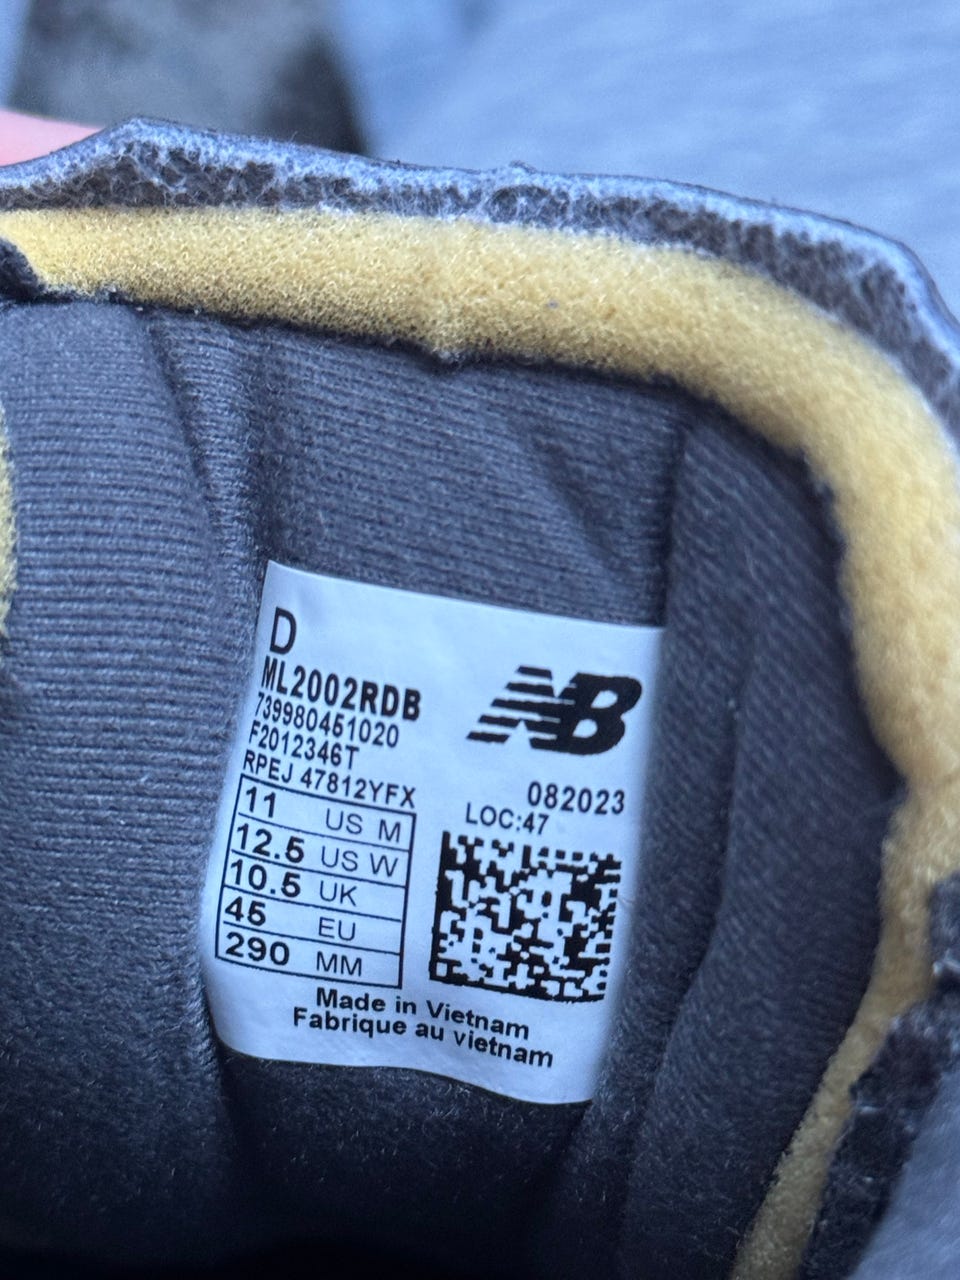 D
ML2002RDB
739980451020
F2012346T
RPEJ 47812YFX
NB
082023
LOC:47
11 US M
12.5 US W
10.5 UK
45 EU
290 MM
Made in Vietnam
Fabrique au vietnam